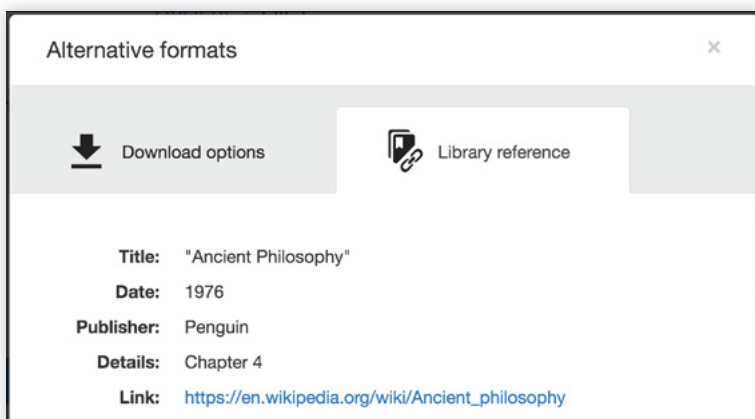 Alternative formats
×
Download options
Library reference
Title: "Ancient Philosophy"
Date: 1976
Publisher: Penguin
Details: Chapter 4
Link: https://en.wikipedia.org/wiki/Ancient_philosophy